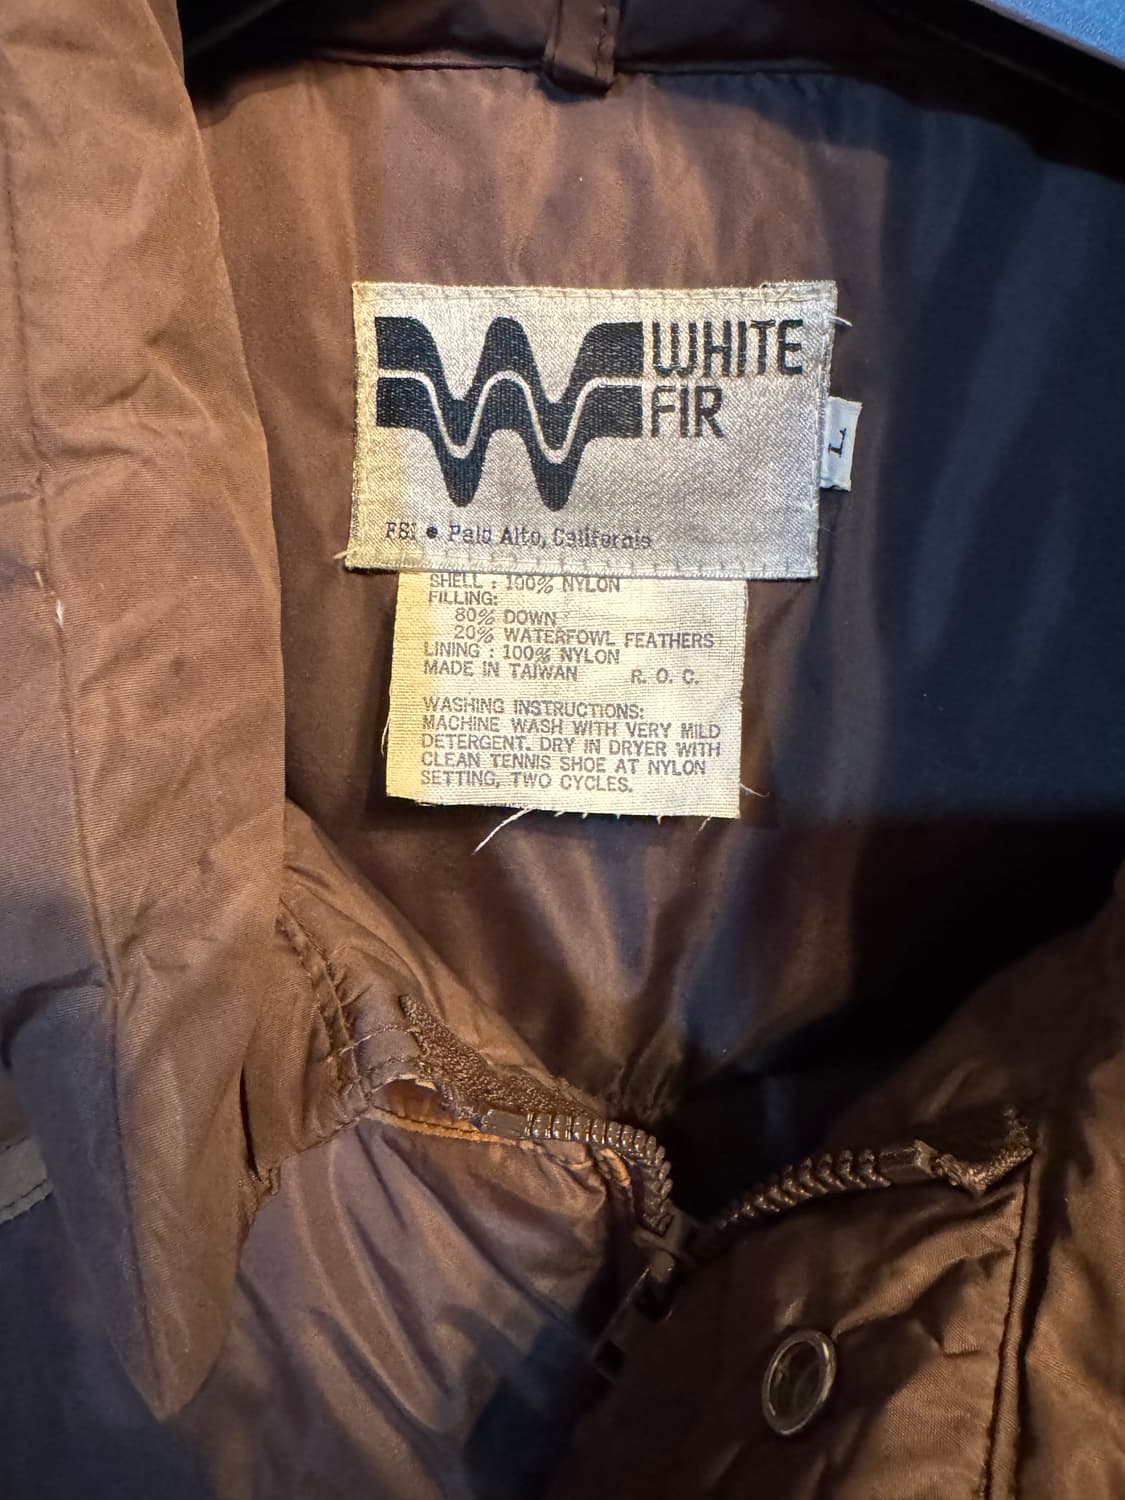 WHITE
FIR
L
FSI • Palo Alto, California
SHELL : 100% NYLON
FILLING:
80% DOWN
20% WATERFOWL FEATHERS
LINING : 100% NYLON
MADE IN TAIWAN R. O. C.
WASHING INSTRUCTIONS:
MACHINE WASH WITH VERY MILD
DETERGENT. DRY IN DRYER WITH
CLEAN TENNIS SHOE AT NYLON
SETTING, TWO CYCLES.